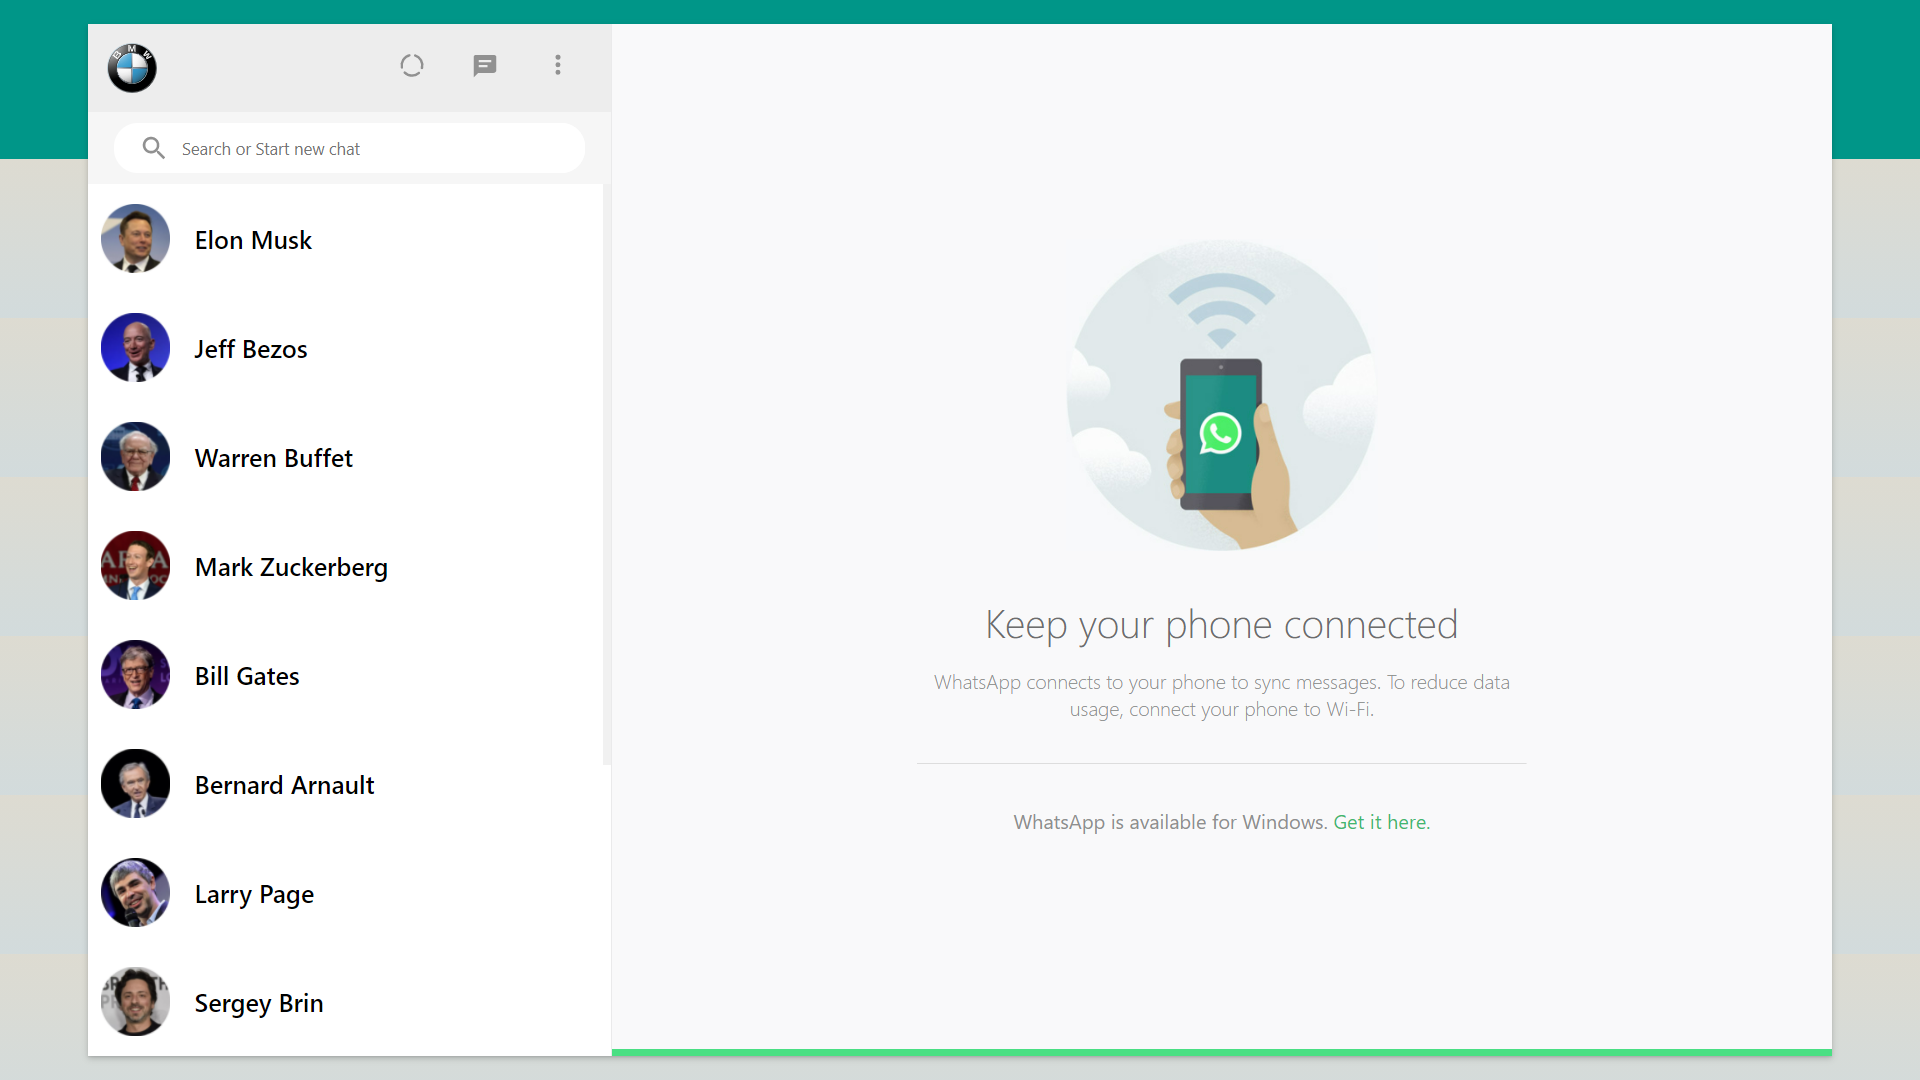 BMW
Search or Start new chat
Elon Musk
Jeff Bezos
Warren Buffet
Mark Zuckerberg
Bill Gates
Bernard Arnault
Larry Page
Sergey Brin
Keep your phone connected
WhatsApp connects to your phone to sync messages. To reduce data
usage, connect your phone to Wi-Fi.
WhatsApp is available for Windows. Get it here.